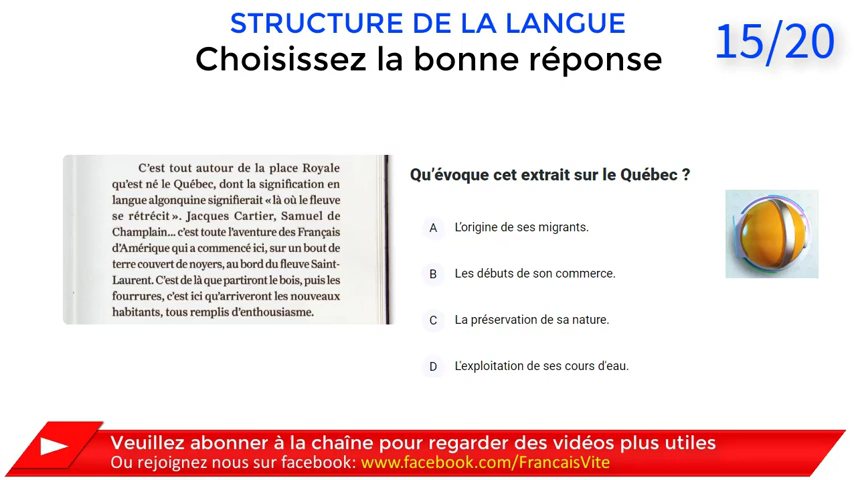 STRUCTURE DE LA LANGUE
Choisissez la bonne réponse
15/20
C'est tout autour de la place Royale
qu'est né le Québec, dont la signification en
langue algonquine signifierait « là où le fleuve
se rétrécit ». Jacques Cartier, Samuel de
Champlain... c'est toute l'aventure des Français
d'Amérique qui a commencé ici, sur un bout de
terre couvert de noyers, au bord du fleuve Saint-
Laurent. C'est de là que partiront le bois, puis les
fourrures, c'est ici qu'arriveront les nouveaux
habitants, tous remplis d'enthousiasme.
Qu'évoque cet extrait sur le Québec ?
A L'origine de ses migrants.
B Les débuts de son commerce.
C La préservation de sa nature.
D L'exploitation de ses cours d'eau.
Veuillez abonner à la chaîne pour regarder des vidéos plus utiles
Ou rejoignez nous sur facebook: www.facebook.com/FrancaisVite